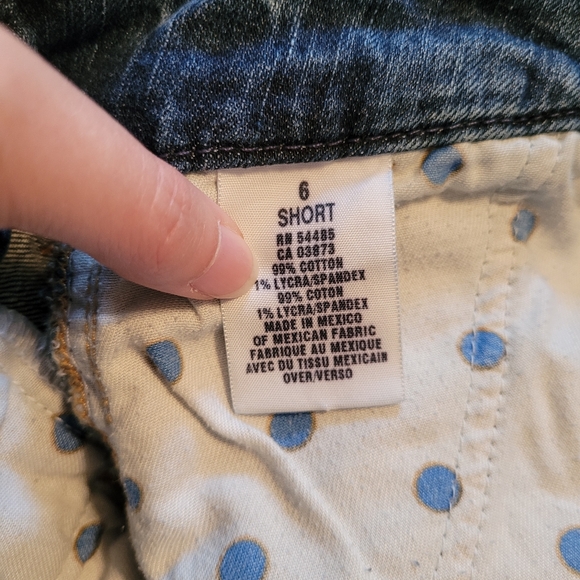 6
SHORT
RN 54485
CA 03873
99% COTTON
1% LYCRA/SPANDEX
99% COTON
1% LYCRA/SPANDEX
MADE IN MEXICO
OF MEXICAN FABRIC
FABRIQUE AU MEXIQUE
AVEC DU TISSU MEXICAIN
OVER/VERSO